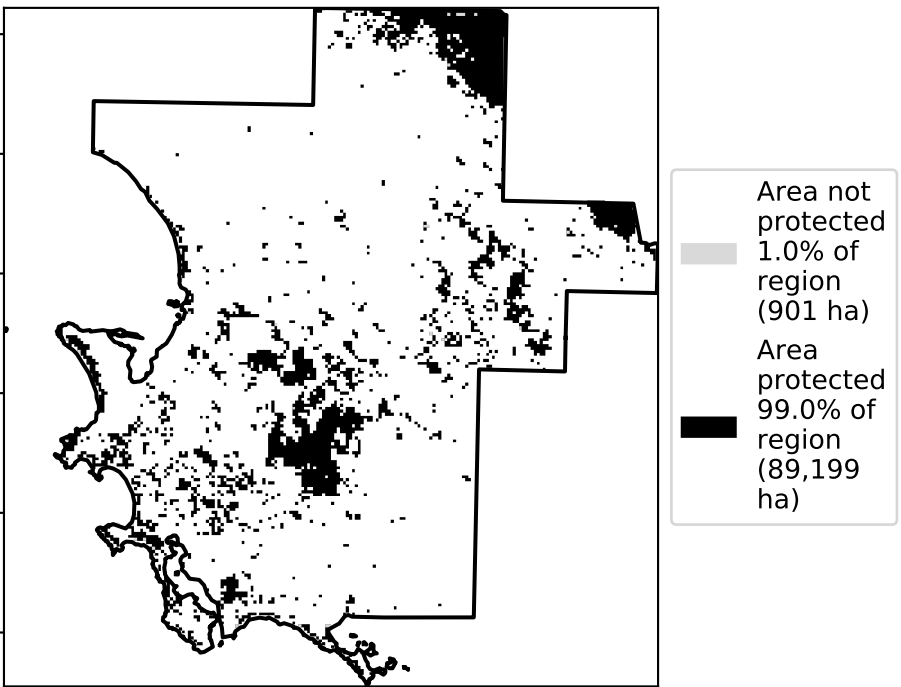 Area not
protected
1.0% of
region
(901 ha)
Area
protected
99.0% of
region
(89,199
ha)